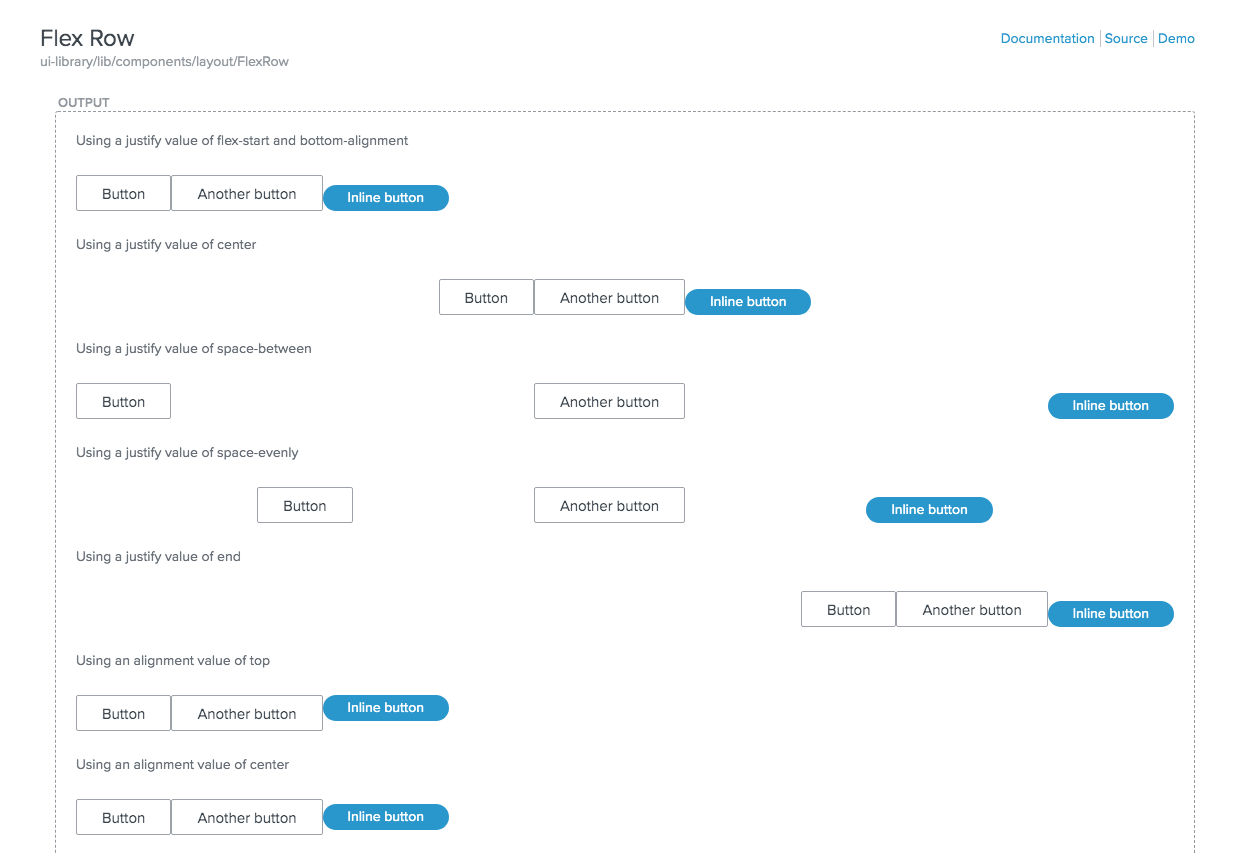 Flex Row
Documentation Source Demo
ui-library/lib/components/layout/FlexRow
OUTPUT
Using a justify value of flex-start and bottom-alignment
Button Another button Inline button
Using a justify value of center
Button Another button Inline button
Using a justify value of space-between
Button Another button Inline button
Using a justify value of space-evenly
Button Another button Inline button
Using a justify value of end
Button Another button Inline button
Using an alignment value of top
Button Another button Inline button
Using an alignment value of center
Button Another button Inline button